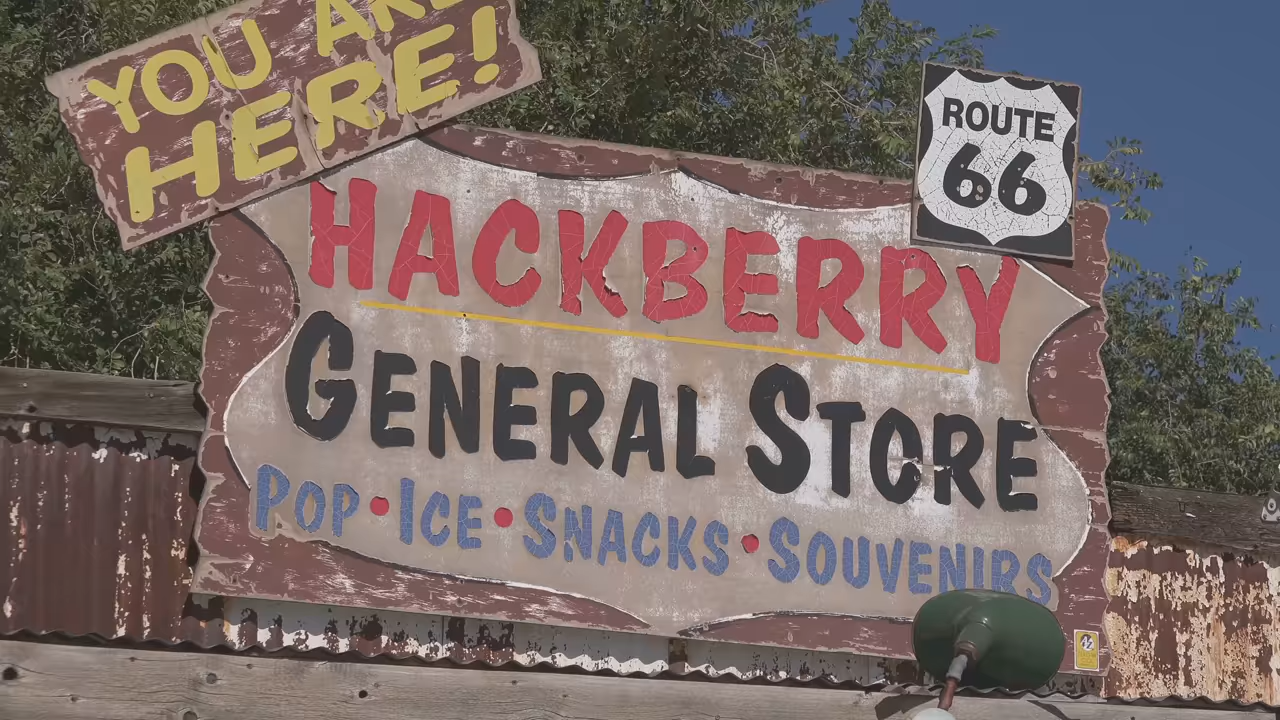 YOU ARE
HERE!
ROUTE
66
HACKBERRY
GENERAL STORE
POP • ICE • SNACKS • SOUVENIRS